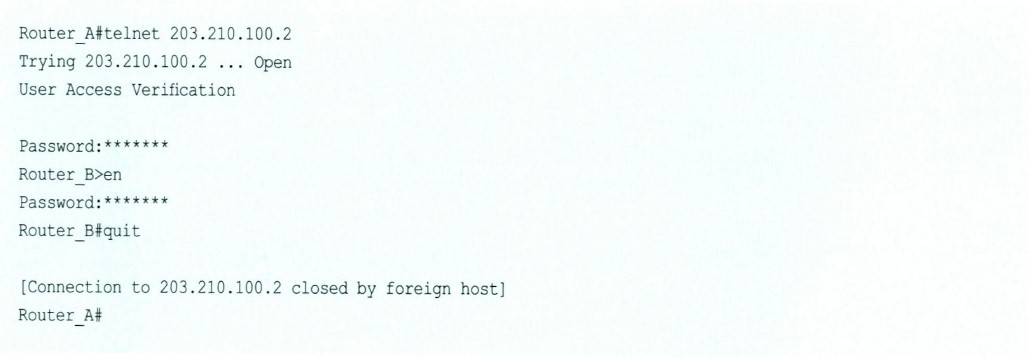 Router_A#telnet 203.210.100.2
Trying 203.210.100.2 ... Open
User Access Verification
Password:*******
Router_B>en
Password:*******
Router_B#quit
[Connection to 203.210.100.2 closed by foreign host]
Router_A#